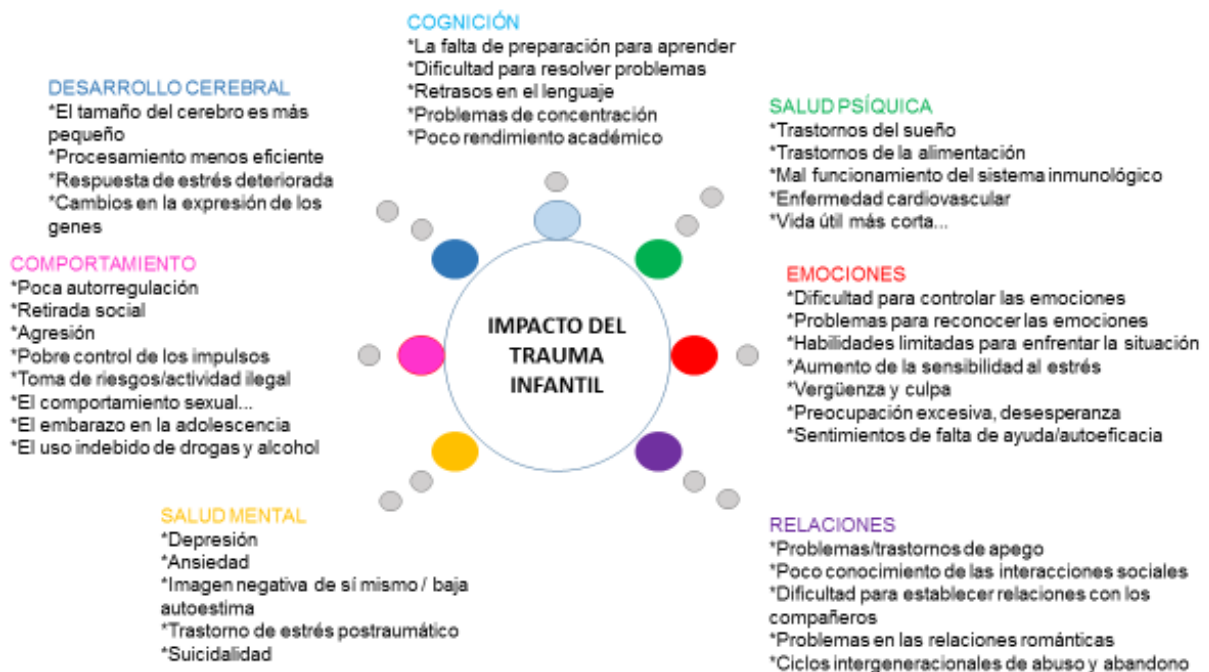 COGNICIÓN
*La falta de preparación para aprender
*Dificultad para resolver problemas
*Retrasos en el lenguaje
*Problemas de concentración
*Poco rendimiento académico
DESARROLLO CEREBRAL
*El tamaño del cerebro es más
pequeño
*Procesamiento menos eficiente
*Respuesta de estrés deteriorada
*Cambios en la expresión de los
genes
SALUD PSÍQUICA
*Trastornos del sueño
*Trastornos de la alimentación
*Mal funcionamiento del sistema inmunológico
*Enfermedad cardiovascular
*Vida útil más corta...
COMPORTAMIENTO
*Poca autorregulación
*Retirada social
*Agresión
*Pobre control de los impulsos
*Toma de riesgos/actividad ilegal
*El comportamiento sexual...
*El embarazo en la adolescencia
*El uso indebido de drogas y alcohol
IMPACTO DEL
TRAUMA
INFANTIL
EMOCIONES
*Dificultad para controlar las emociones
*Problemas para reconocer las emociones
*Habilidades limitadas para enfrentar la situación
*Aumento de la sensibilidad al estrés
*Vergüenza y culpa
*Preocupación excesiva, desesperanza
*Sentimientos de falta de ayuda/autoeficacia
SALUD MENTAL
*Depresión
*Ansiedad
*Imagen negativa de sí mismo / baja
autoestima
*Trastorno de estrés postraumático
*Suicidalidad
RELACIONES
*Problemas/trastornos de apego
*Poco conocimiento de las interacciones sociales
*Dificultad para establecer relaciones con los
compañeros
*Problemas en las relaciones románticas
*Ciclos intergeneracionales de abuso y abandono